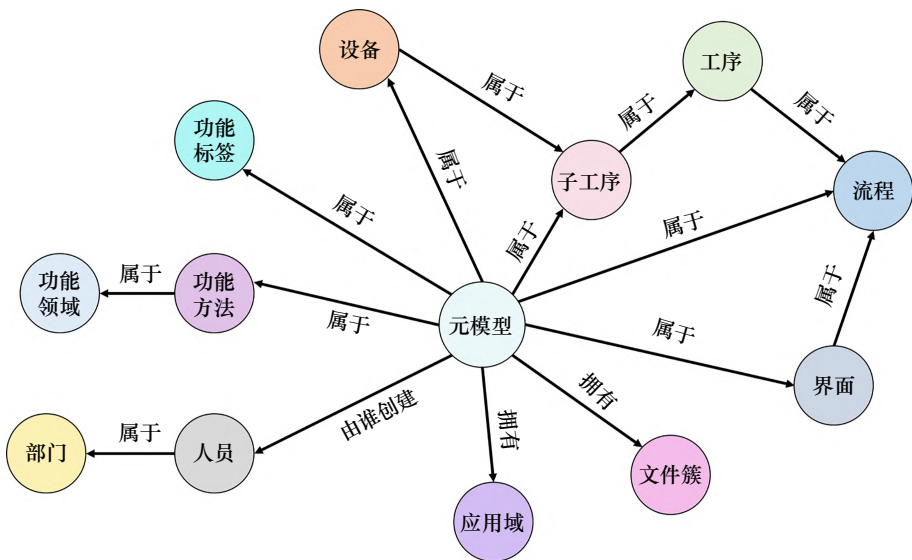 设备
工序
属于
属于
属于
功能
标签
属于
子工序
流程
属于
属于
属于
属于
功能
领域
属于
功能
方法
属于
元模型
属于
界面
由谁创建
拥有
拥有
部门
属于
人员
文件簇
应用域